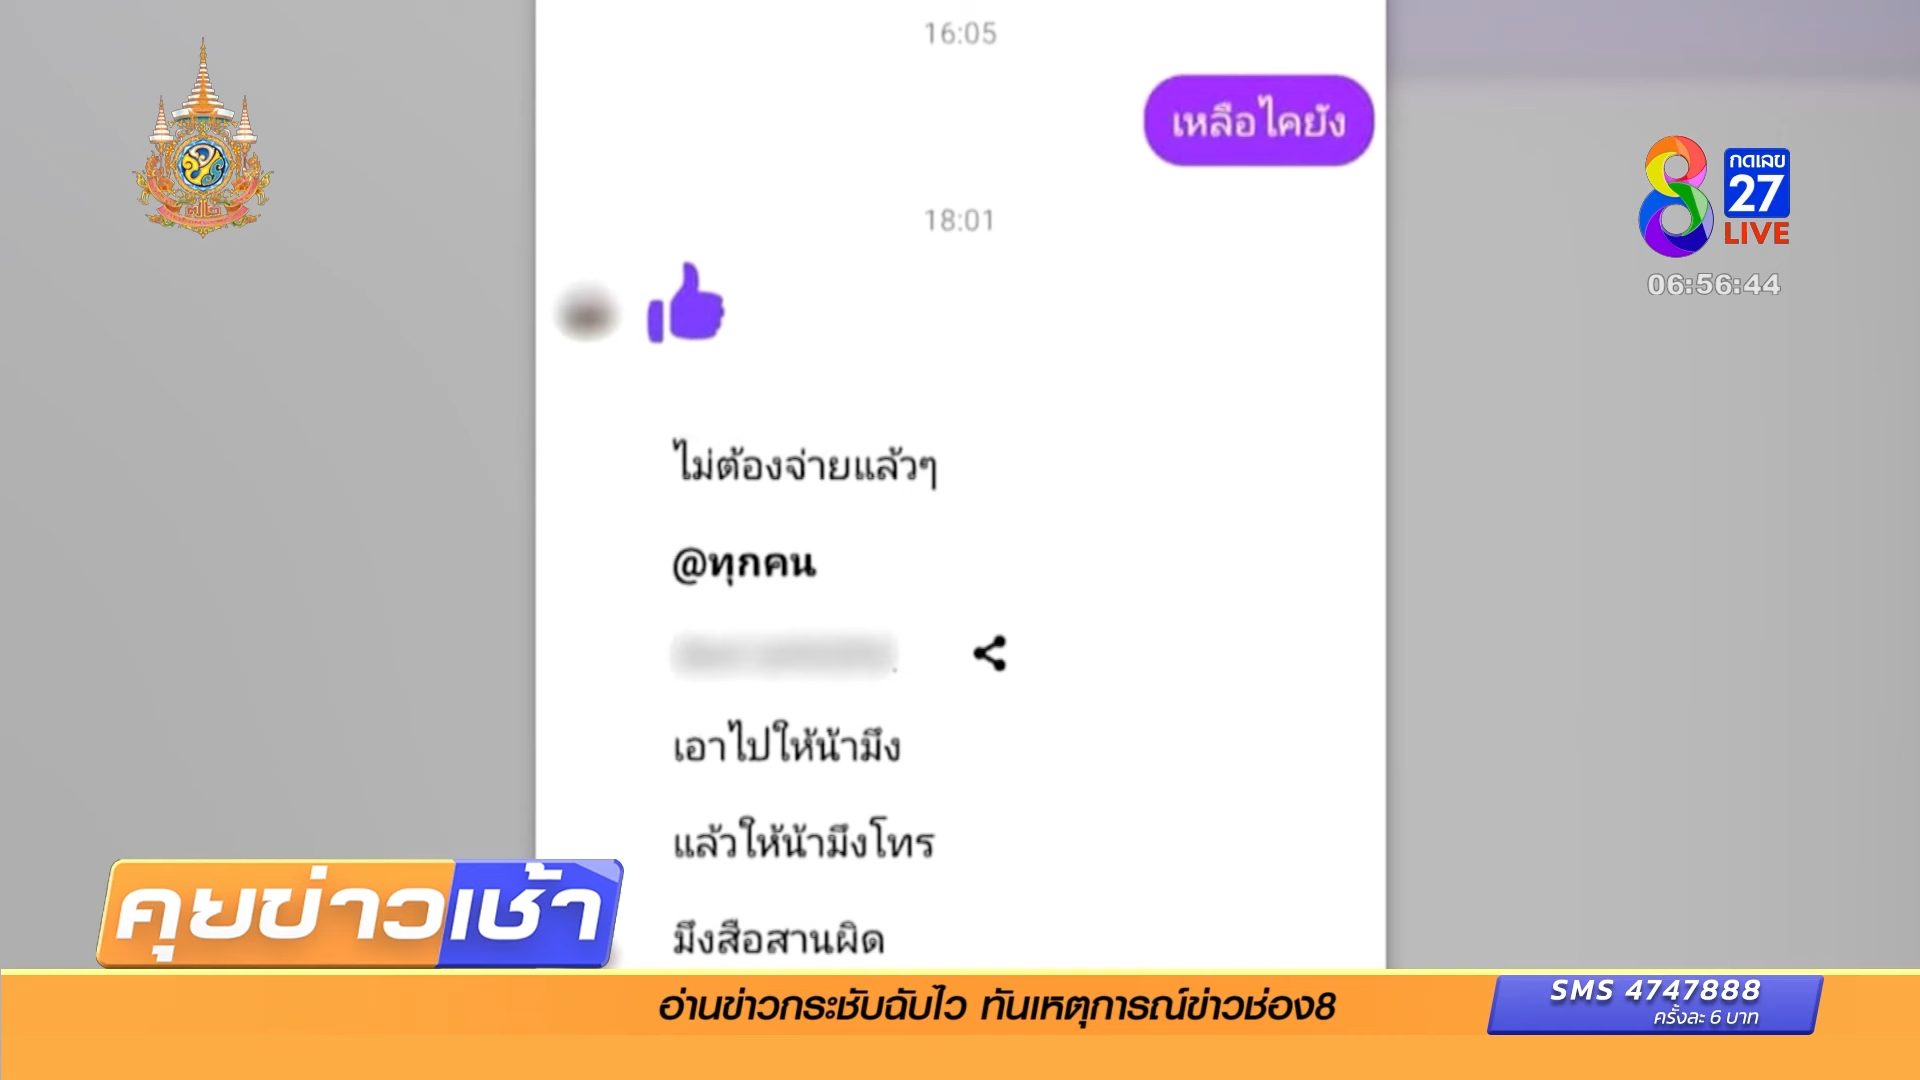 16:05
เหลือไคยัง
18:01
ไม่ต้องจ่ายแล้วๆ
@ทุกคน
เอาไปให้น้ามึง
แล้วให้น้ามึงโทร
มึงสือสานผิด
กดเลข
27
LIVE
06:56:44
คุยข่าวเช้า
อ่านข่าวกระชับฉับไว ทันเหตุการณ์ข่าวช่อง8
SMS 4747888
ครั้งละ 6 บาท